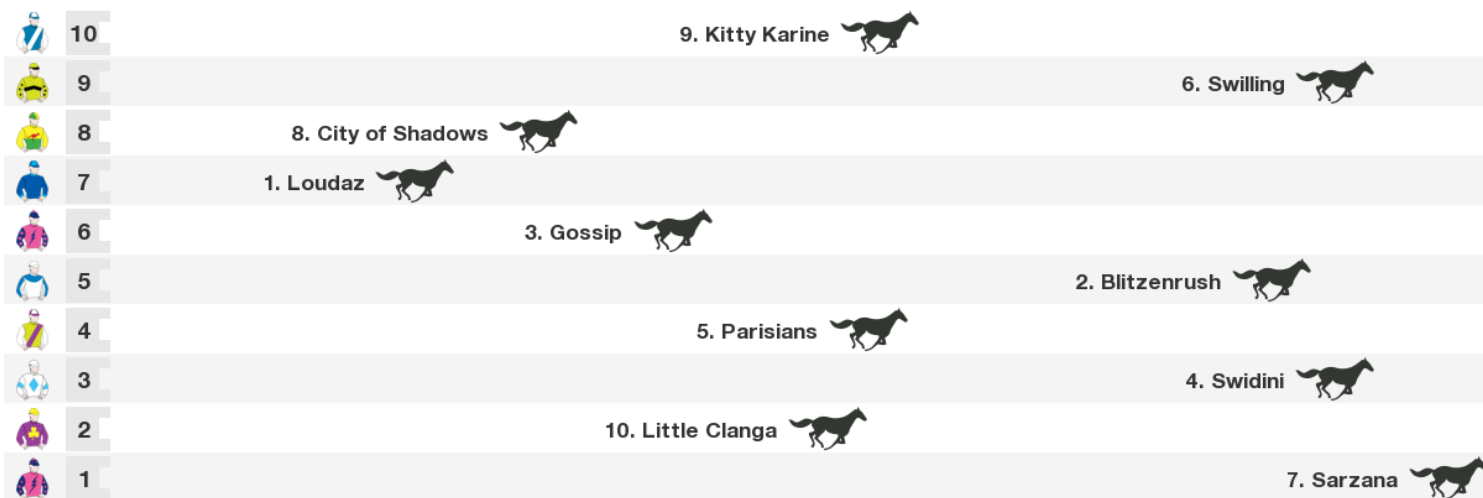 10 9. Kitty Karine
9 6. Swilling
8 8. City of Shadows
7 1. Loudaz
6 3. Gossip
5 2. Blitzenrush
4 5. Parisians
3 4. Swidini
2 10. Little Clanga
1 7. Sarzana